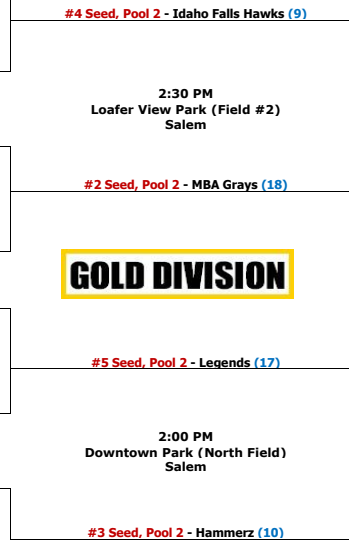 #4 Seed, Pool 2 - Idaho Falls Hawks (9)
2:30 PM
Loafer View Park (Field #2)
Salem
#2 Seed, Pool 2 - MBA Grays (18)
GOLD DIVISION
#5 Seed, Pool 2 - Legends (17)
2:00 PM
Downtown Park (North Field)
Salem
#3 Seed, Pool 2 - Hammerz (10)